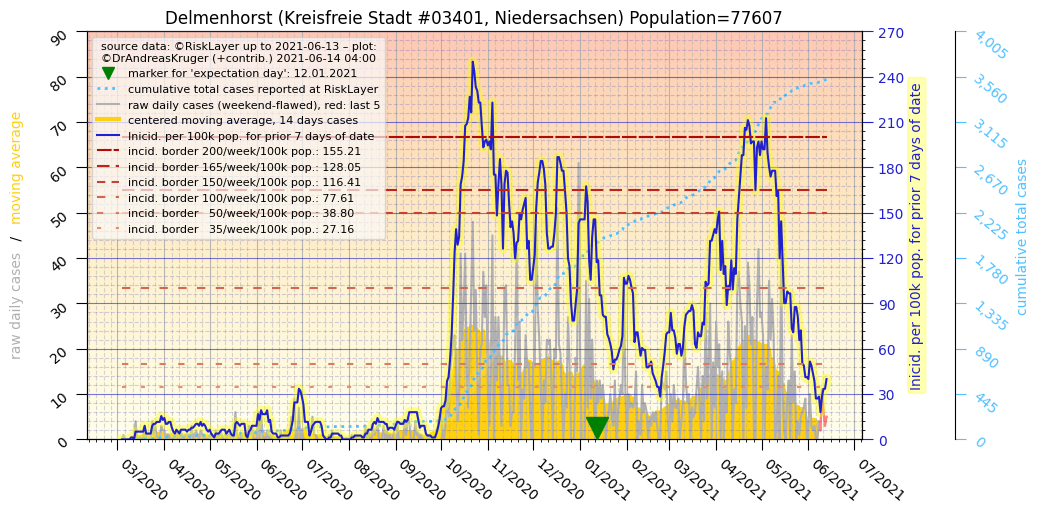 Delmenhorst (Kreisfreie Stadt #03401, Niedersachsen) Population=77607
source data: ©RiskLayer up to 2021-06-13 – plot:
©DrAndreasKruger (+contrib.) 2021-06-14 04:00
marker for 'expectation day': 12.01.2021
cumulative total cases reported at RiskLayer
raw daily cases (weekend-flawed), red: last 5
centered moving average, 14 days cases
Inicid. per 100k pop. for prior 7 days of date
incid. border 200/week/100k pop.: 155.21
incid. border 165/week/100k pop.: 128.05
incid. border 150/week/100k pop.: 116.41
incid. border 100/week/100k pop.: 77.61
incid. border   50/week/100k pop.: 38.80
incid. border   35/week/100k pop.: 27.16
raw daily cases   /   moving average
90
80
70
60
50
40
30
20
10
0
270
240
210
180
150
120
90
60
30
0
Inicid. per 100k pop. for prior 7 days of date
4,005
3,560
3,115
2,670
2,225
1,780
1,335
890
445
0
cumulative total cases
03/2020
04/2020
05/2020
06/2020
07/2020
08/2020
09/2020
10/2020
11/2020
12/2020
01/2021
02/2021
03/2021
04/2021
05/2021
06/2021
07/2021